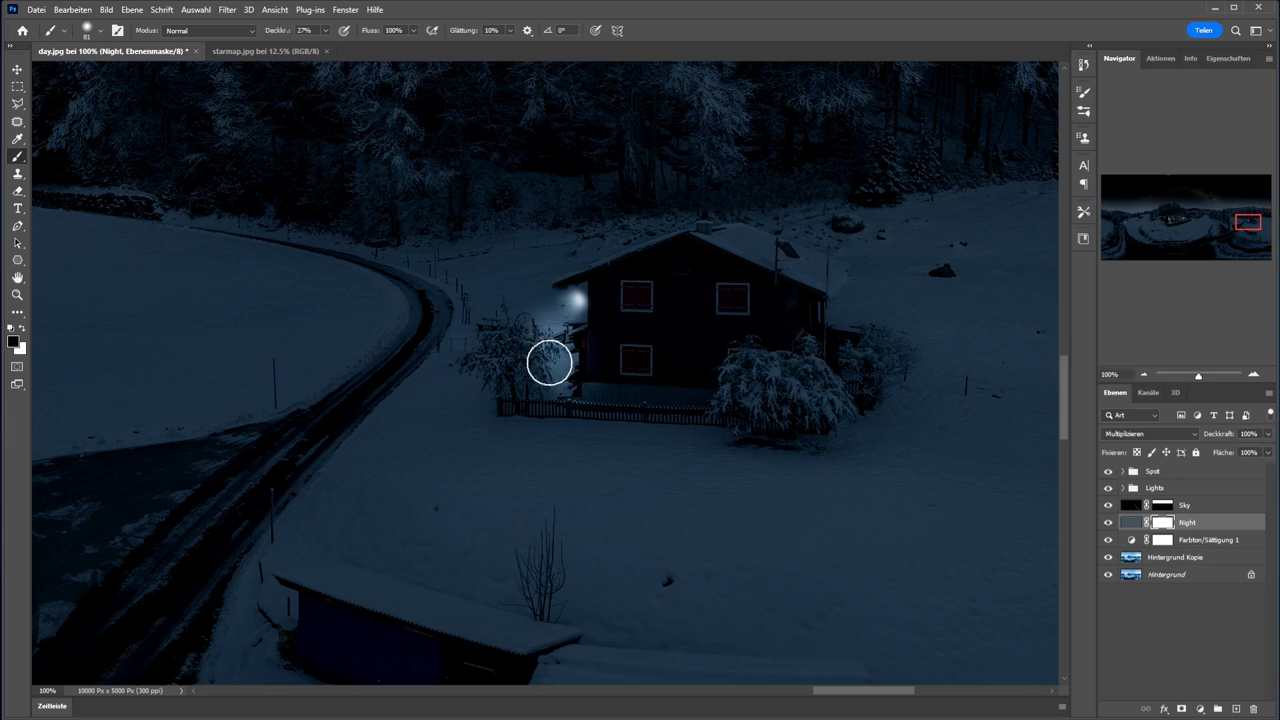 Ps Datei Bearbeiten Bild Ebene Schrift Auswahl Filter 3D Ansicht Plug-ins Fenster Hilfe
81 Modus: Normal Deckkr.: 27% Fluss: 100% Glättung: 10% 0° Teilen
day.jpg bei 100% (Night, Ebenenmaske/8) * × starmap.jpg bei 12.5% (RGB/8) ×
Navigator Aktionen Info Eigenschaften
100%
Ebenen Kanäle 3D
Art
Multiplizieren Deckkraft: 100%
Fixieren: Fläche: 100%
Spot
Lights
Sky
Night
Farbton/Sättigung 1
Hintergrund Kopie
Hintergrund
100% 10000 Px x 5000 Px (300 ppi)
Zeitleiste
fx